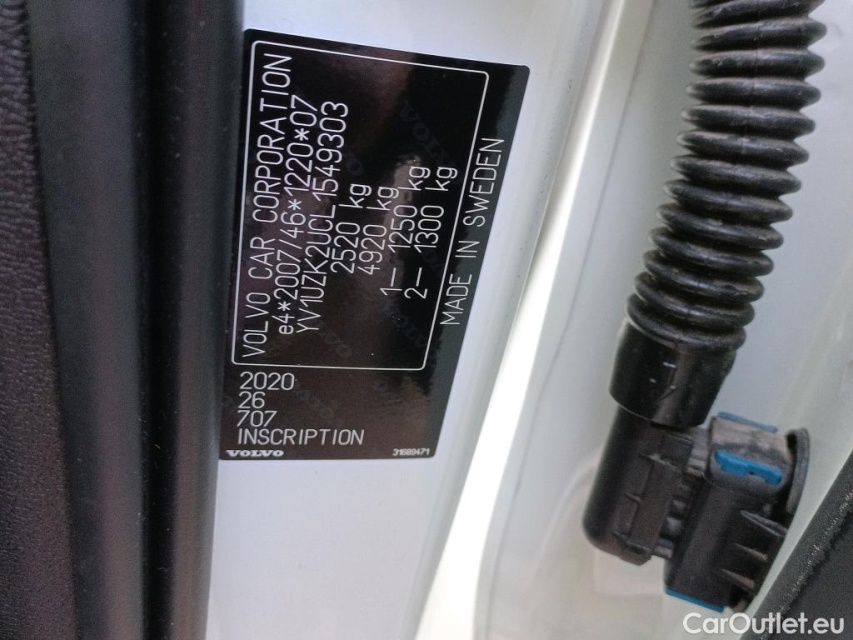 VOLVO CAR CORPORATION
e4*2007/46*1220*07
YV1UZK2UCL1549303
2520 kg
4920 kg
1– 1250 kg
2– 1300 kg
MADE IN SWEDEN
2020
26
707
INSCRIPTION
VOLVO
31689471
CarOutlet.eu